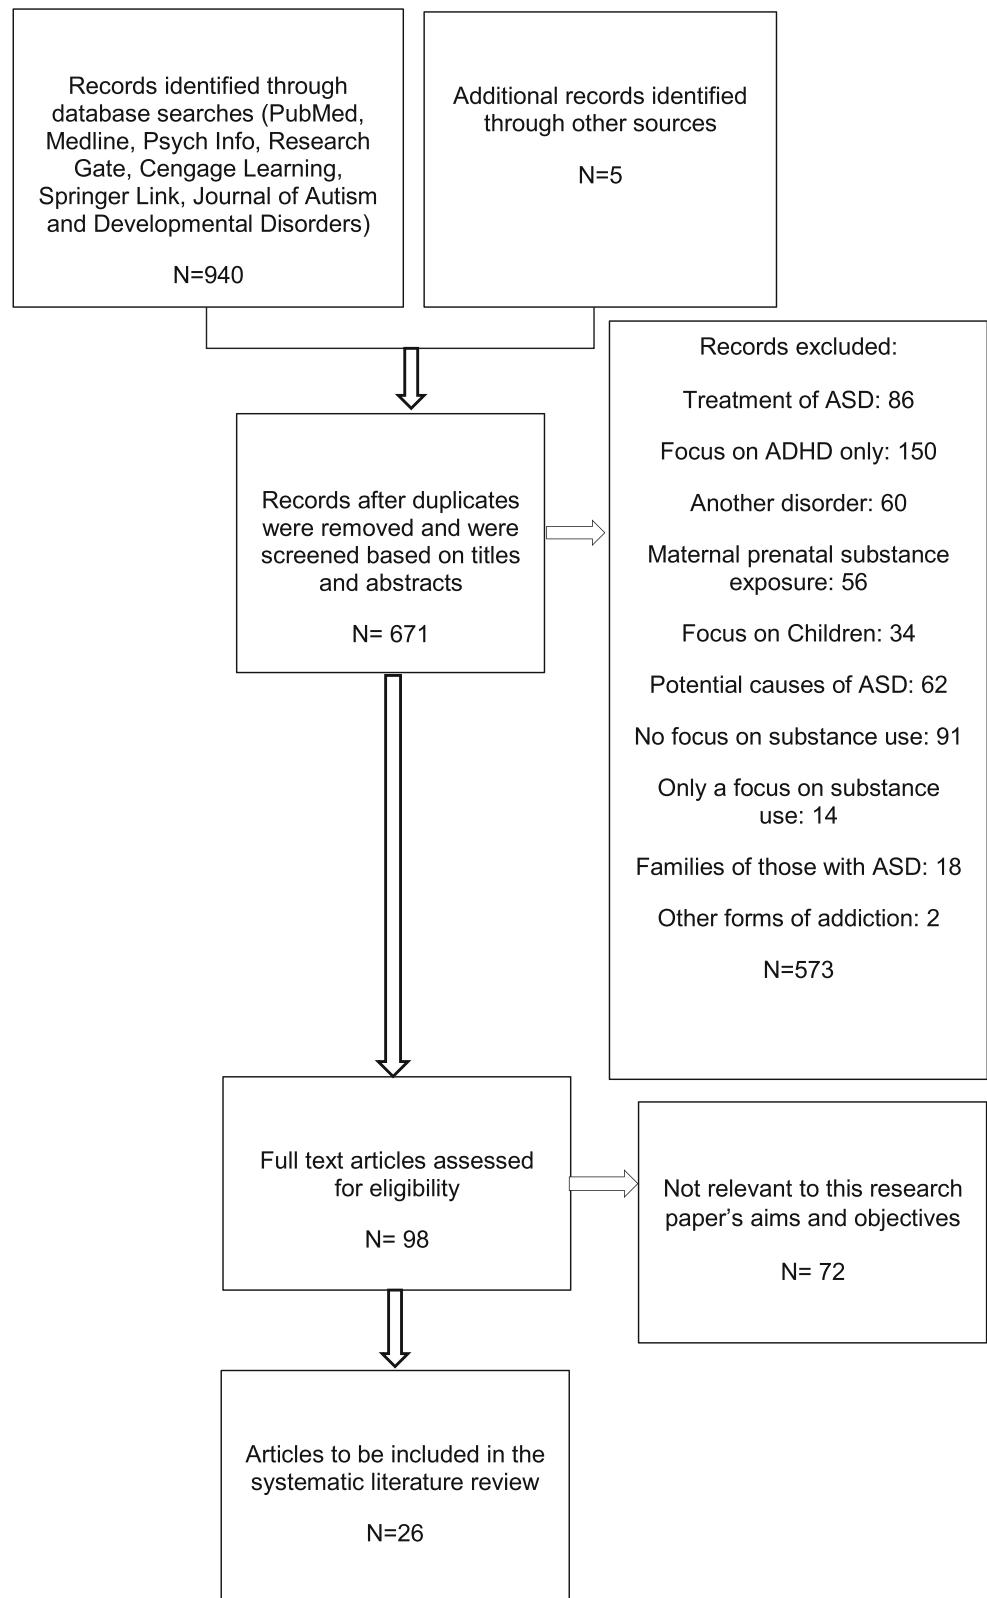 Records identified through
database searches (PubMed,
Medline, Psych Info, Research
Gate, Cengage Learning,
Springer Link, Journal of Autism
and Developmental Disorders)
N=940
Additional records identified
through other sources
N=5
Records after duplicates
were removed and were
screened based on titles
and abstracts
N= 671
Records excluded:
Treatment of ASD: 86
Focus on ADHD only: 150
Another disorder: 60
Maternal prenatal substance
exposure: 56
Focus on Children: 34
Potential causes of ASD: 62
No focus on substance use: 91
Only a focus on substance
use: 14
Families of those with ASD: 18
Other forms of addiction: 2
N=573
Full text articles assessed
for eligibility
N= 98
Not relevant to this research
paper’s aims and objectives
N= 72
Articles to be included in the
systematic literature review
N=26